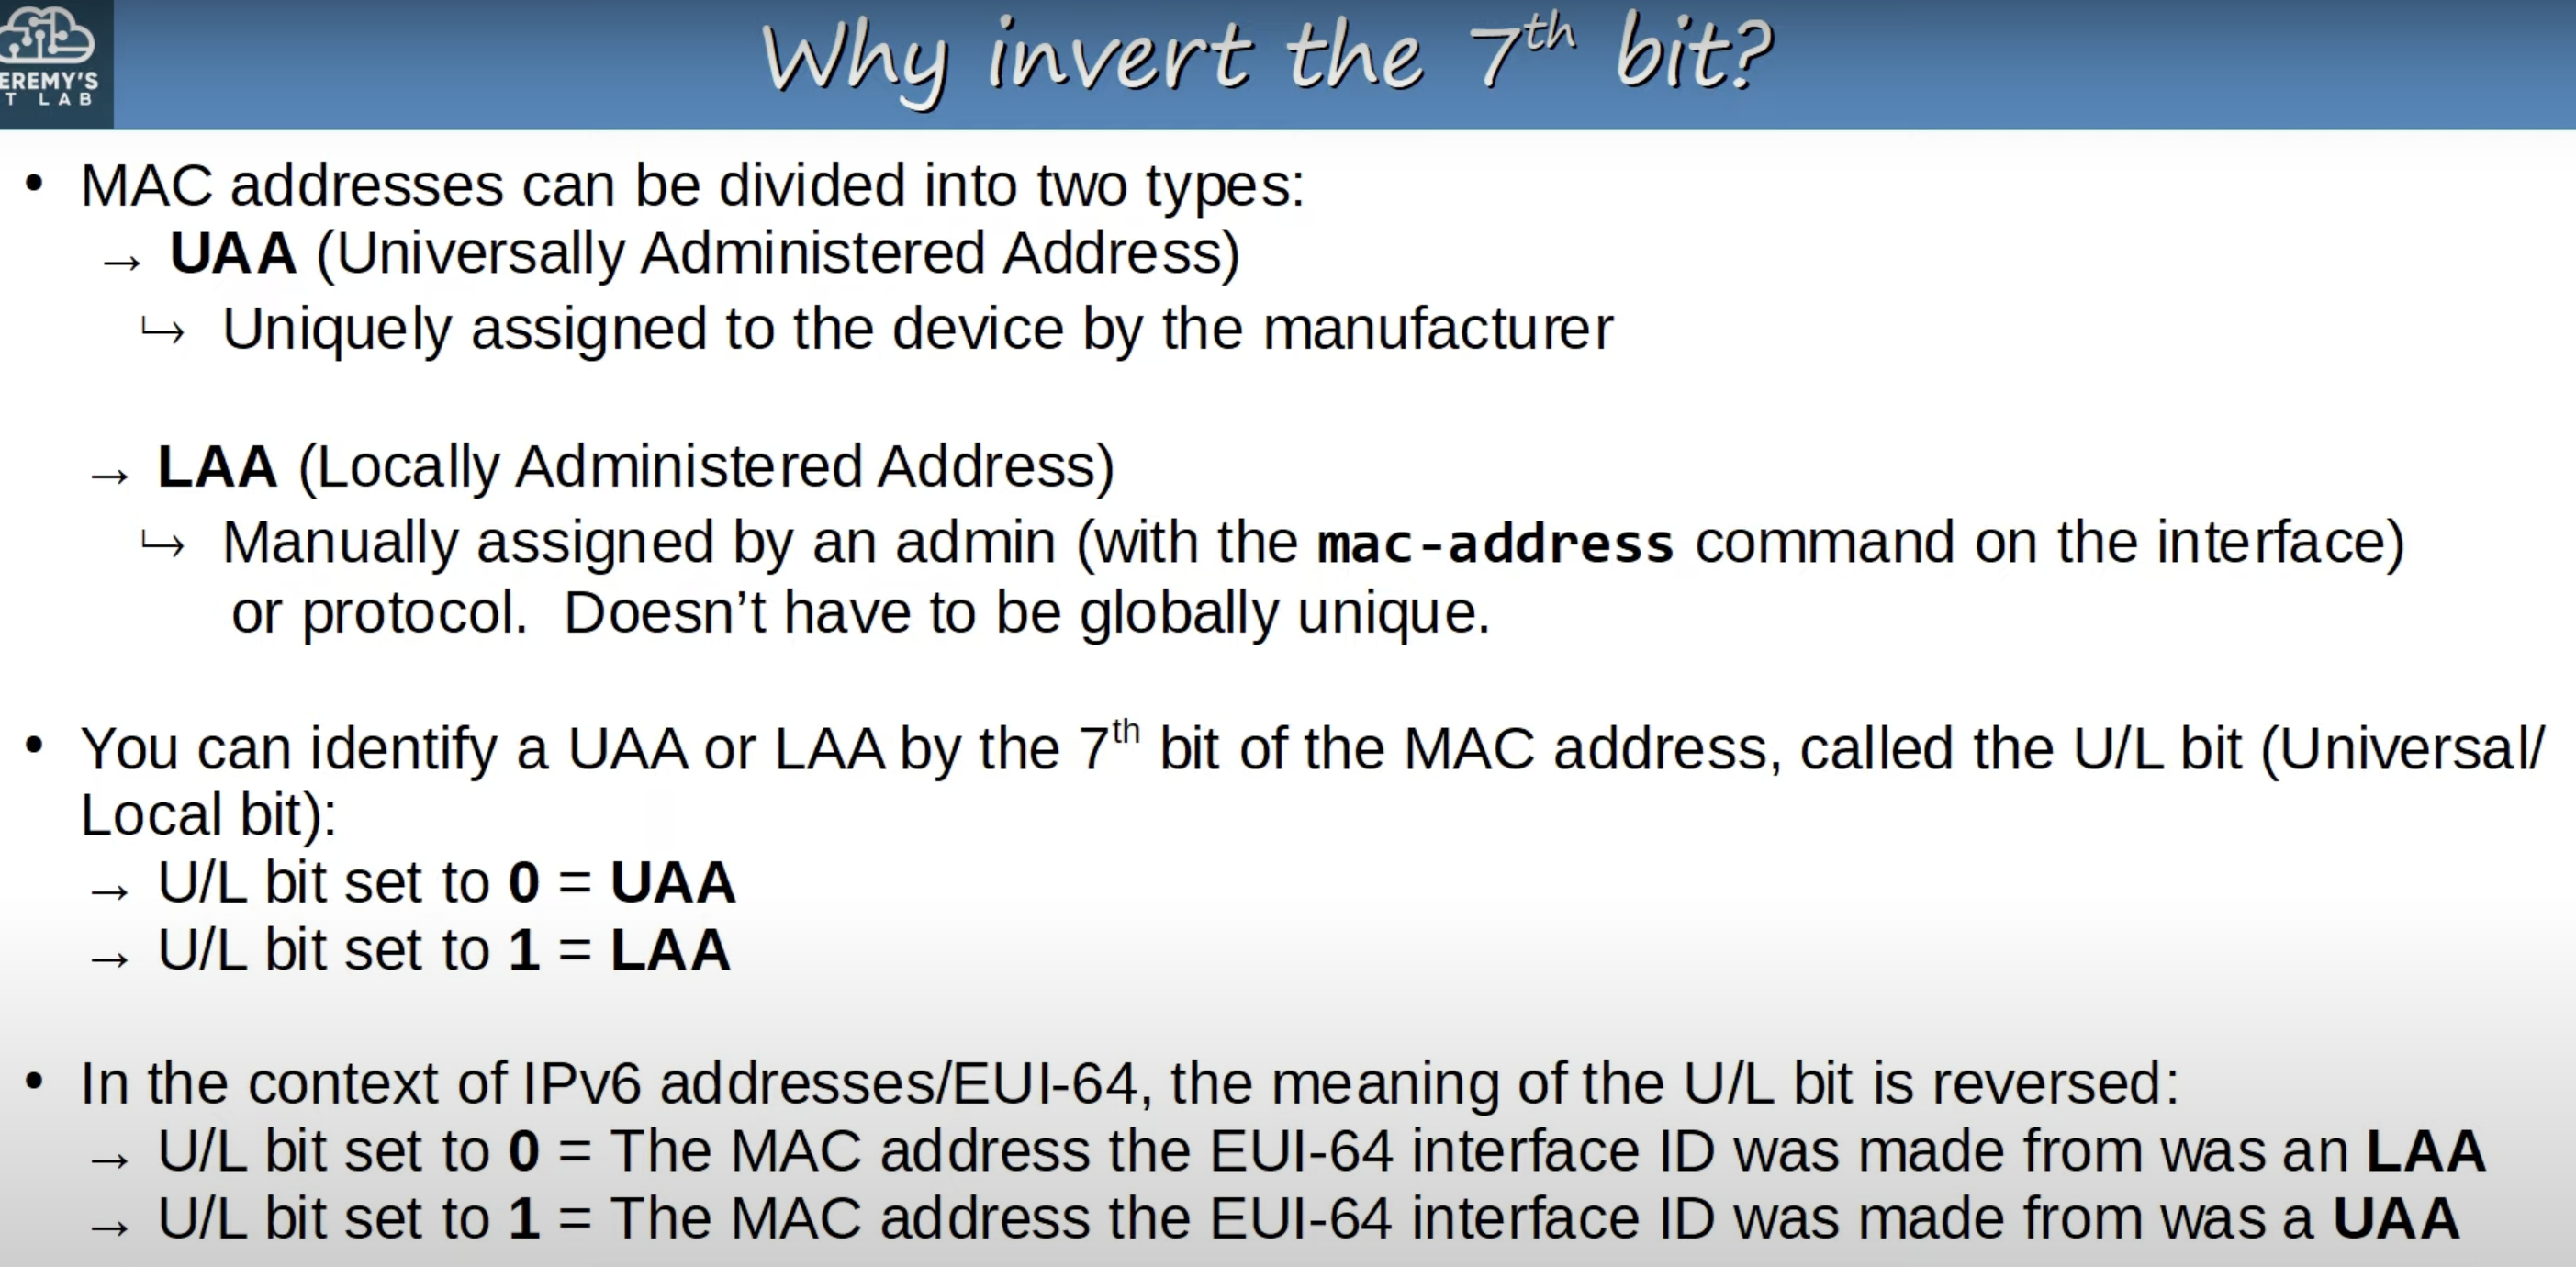 EREMY'S
T LAB
Why invert the 7th bit?
• MAC addresses can be divided into two types:
→ UAA (Universally Administered Address)
↪ Uniquely assigned to the device by the manufacturer
→ LAA (Locally Administered Address)
↪ Manually assigned by an admin (with the mac-address command on the interface)
or protocol. Doesn't have to be globally unique.
• You can identify a UAA or LAA by the 7th bit of the MAC address, called the U/L bit (Universal/
Local bit):
→ U/L bit set to 0 = UAA
→ U/L bit set to 1 = LAA
• In the context of IPv6 addresses/EUI-64, the meaning of the U/L bit is reversed:
→ U/L bit set to 0 = The MAC address the EUI-64 interface ID was made from was an LAA
→ U/L bit set to 1 = The MAC address the EUI-64 interface ID was made from was a UAA